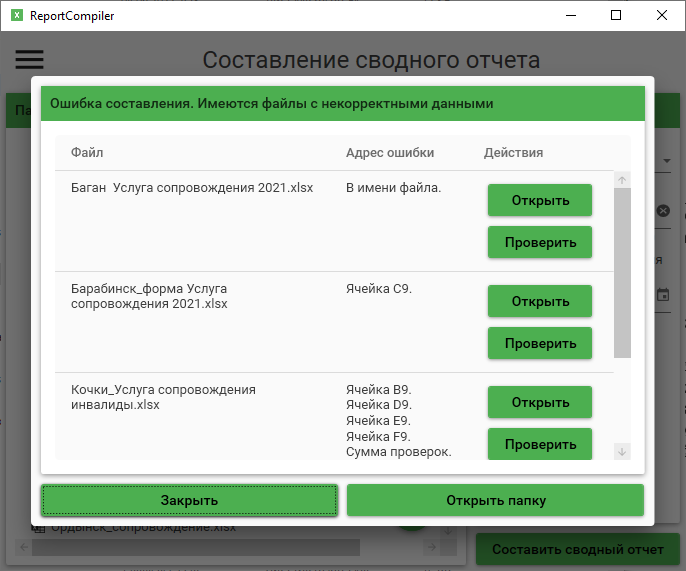 ReportCompiler
Составление сводного отчета
Па
Ошибка составления. Имеются файлы с некорректными данными
Файл Адрес ошибки Действия
Баган Услуга сопровождения 2021.xlsx В имени файла. Открыть
Проверить
Барабинск_форма Услуга Ячейка C9. Открыть
сопровождения 2021.xlsx
Проверить
Кочки_Услуга сопровождения Ячейка B9. Открыть
инвалиды.xlsx Ячейка D9.
Ячейка E9.
Ячейка F9. Проверить
Сумма проверок.
Закрыть Открыть папку
Ордынск_сопровождение.xlsx
Составить сводный отчет